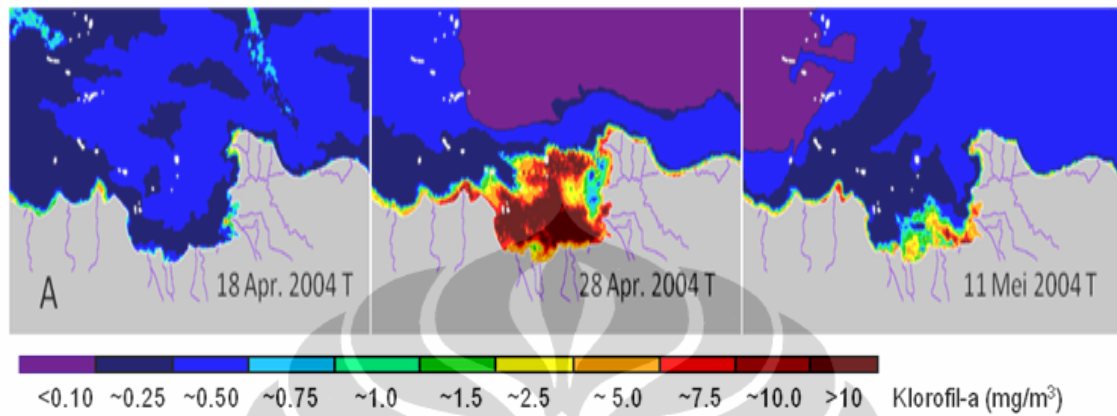 A
18 Apr. 2004 T
28 Apr. 2004 T
11 Mei 2004 T
<0.10 ~0.25 ~0.50 ~0.75 ~1.0 ~1.5 ~2.5 ~ 5.0 ~7.5 ~10.0 >10 Klorofil-a (mg/m³)